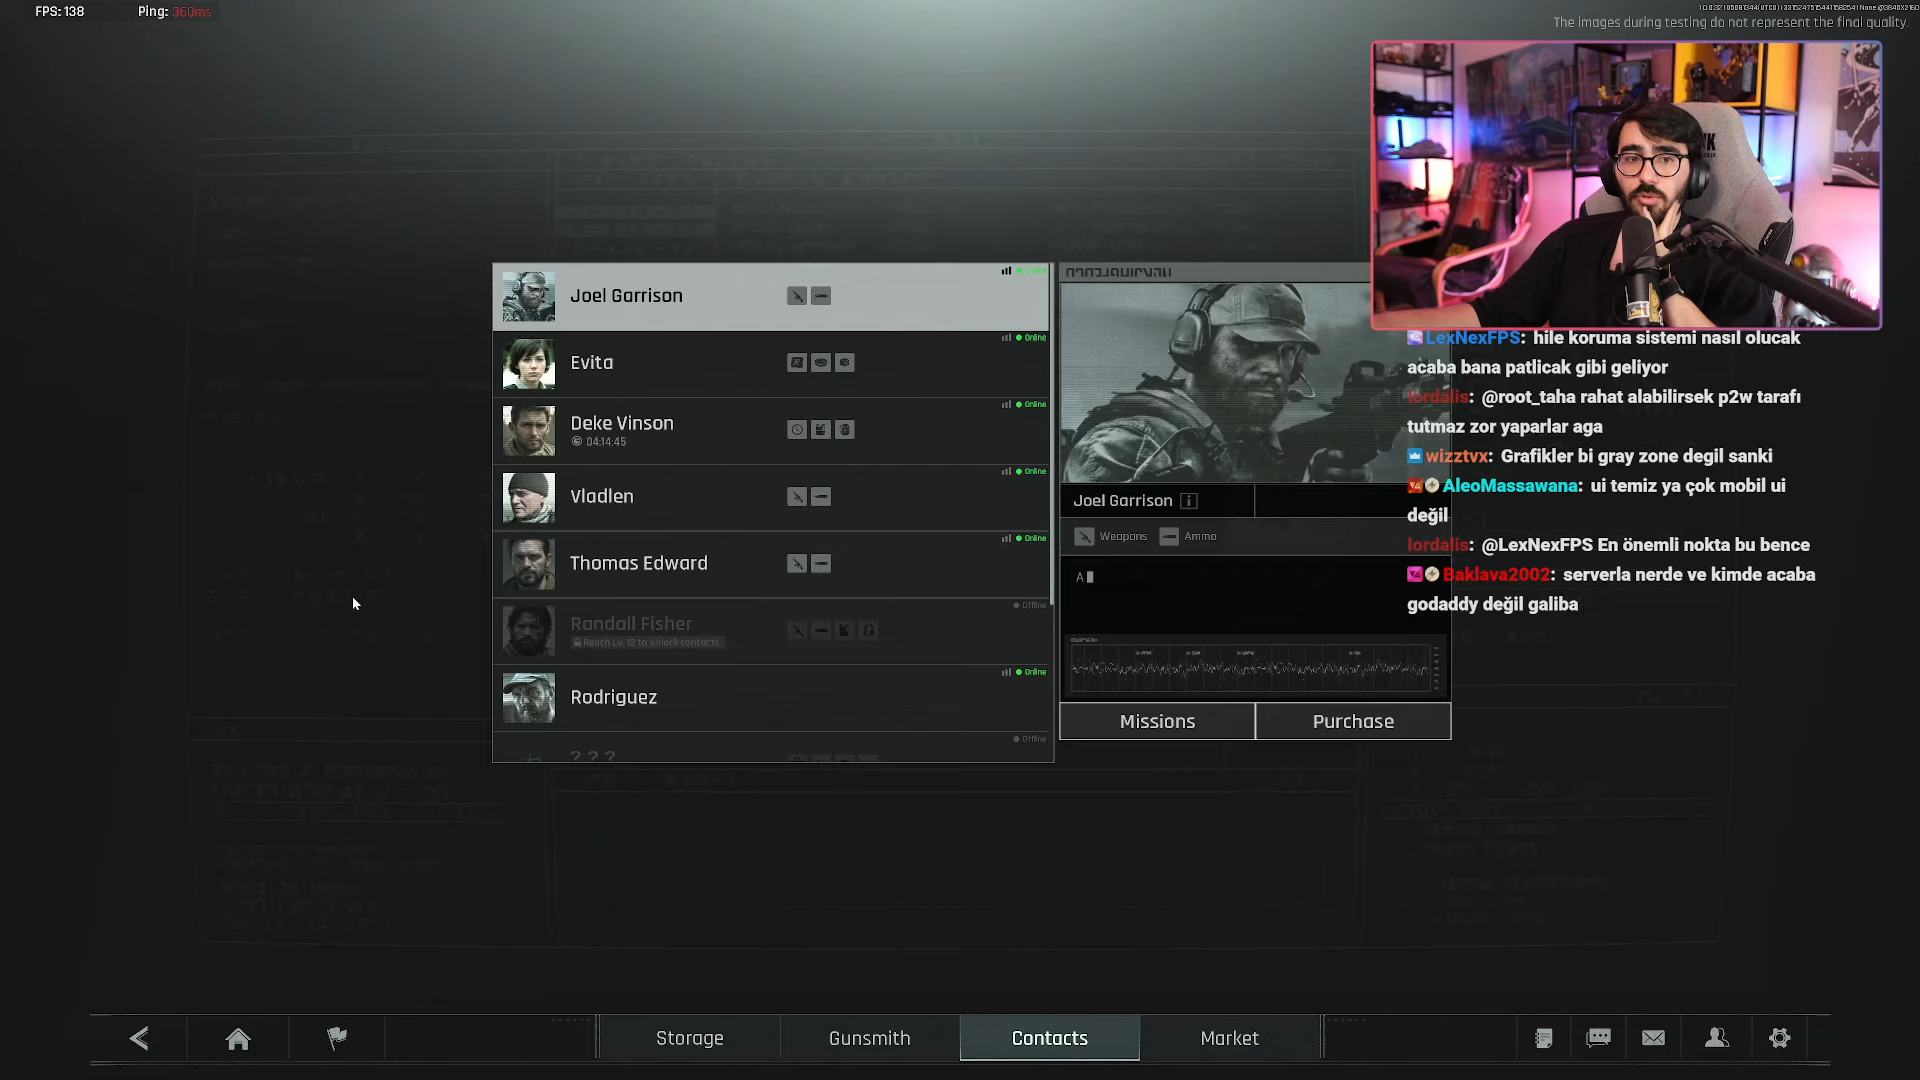 FPS: 138
Ping: 360ms
The images during testing do not represent the final quality.
Joel Garrison
Evita
Online
Deke Vinson
04:14:45
Online
Vladlen
Online
Thomas Edward
Online
Randall Fisher
Reach Lv. 12 to unlock contacts.
Offline
Rodriguez
Online
? ? ?
Offline
Joel Garrison
Weapons
Ammo
A
Missions
Purchase
LexNexFPS: hile koruma sistemi nasıl olucak
acaba bana patlicak gibi geliyor
lordalis: @root_taha rahat alabilirsek p2w tarafı
tutmaz zor yaparlar aga
wizztvx: Grafikler bi gray zone degil sanki
AleoMassawana: ui temiz ya çok mobil ui
değil
lordalis: @LexNexFPS En önemli nokta bu bence
Baklava2002: serverla nerde ve kimde acaba
godaddy değil galiba
Storage
Gunsmith
Contacts
Market